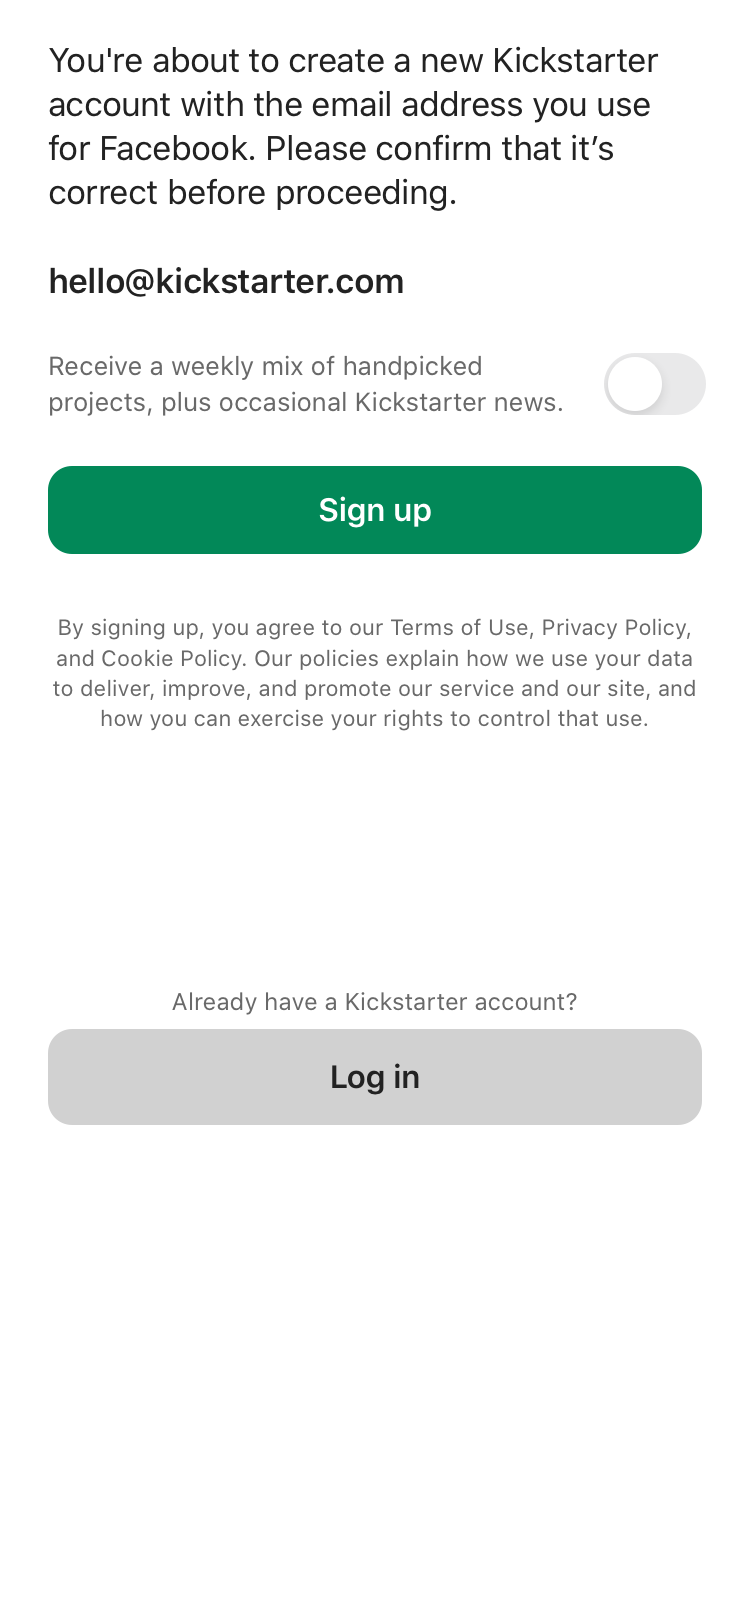 You're about to create a new Kickstarter
account with the email address you use
for Facebook. Please confirm that it’s
correct before proceeding.
hello@kickstarter.com
Receive a weekly mix of handpicked
projects, plus occasional Kickstarter news.
Sign up
By signing up, you agree to our Terms of Use, Privacy Policy,
and Cookie Policy. Our policies explain how we use your data
to deliver, improve, and promote our service and our site, and
how you can exercise your rights to control that use.
Already have a Kickstarter account?
Log in